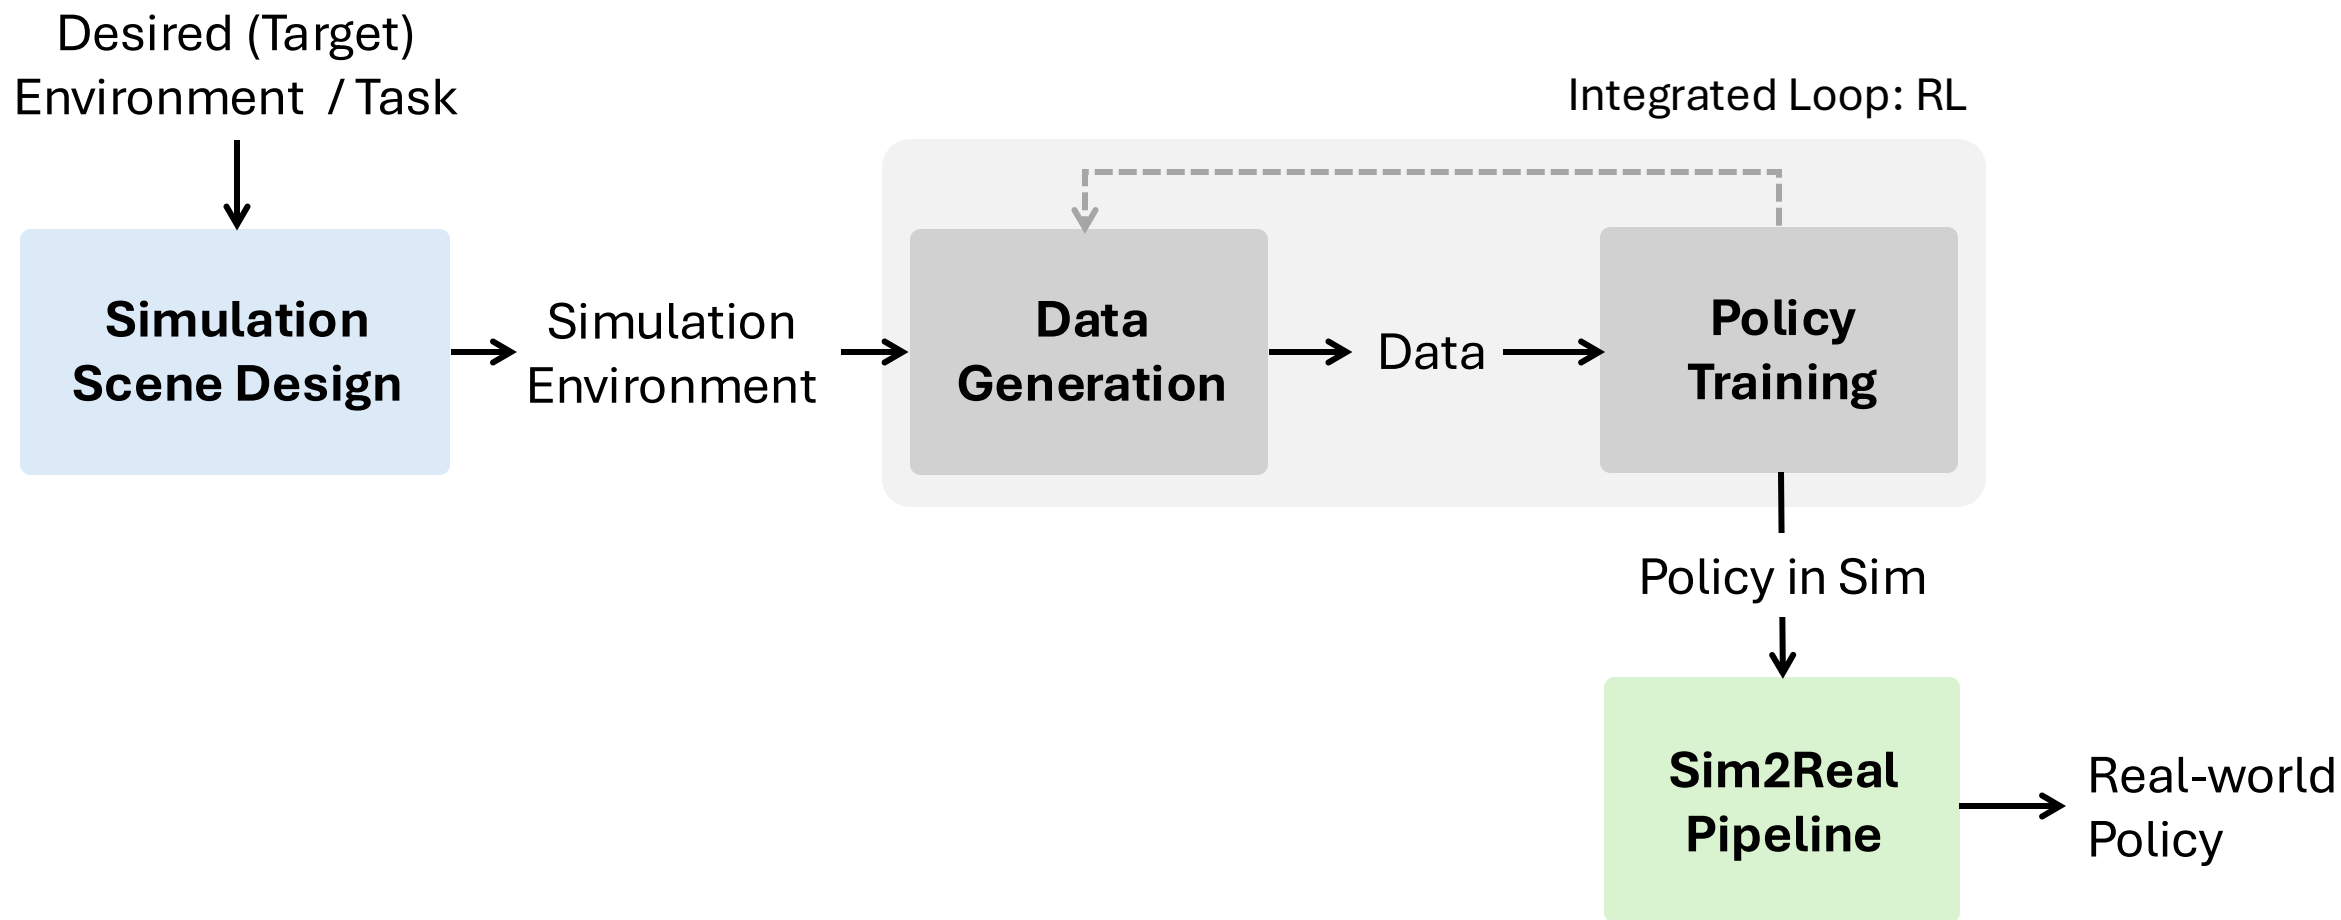 Desired (Target)
Environment / Task
Integrated Loop: RL
Simulation
Scene Design
Simulation
Environment
Data
Generation
Data
Policy
Training
Policy in Sim
Sim2Real
Pipeline
Real-world
Policy